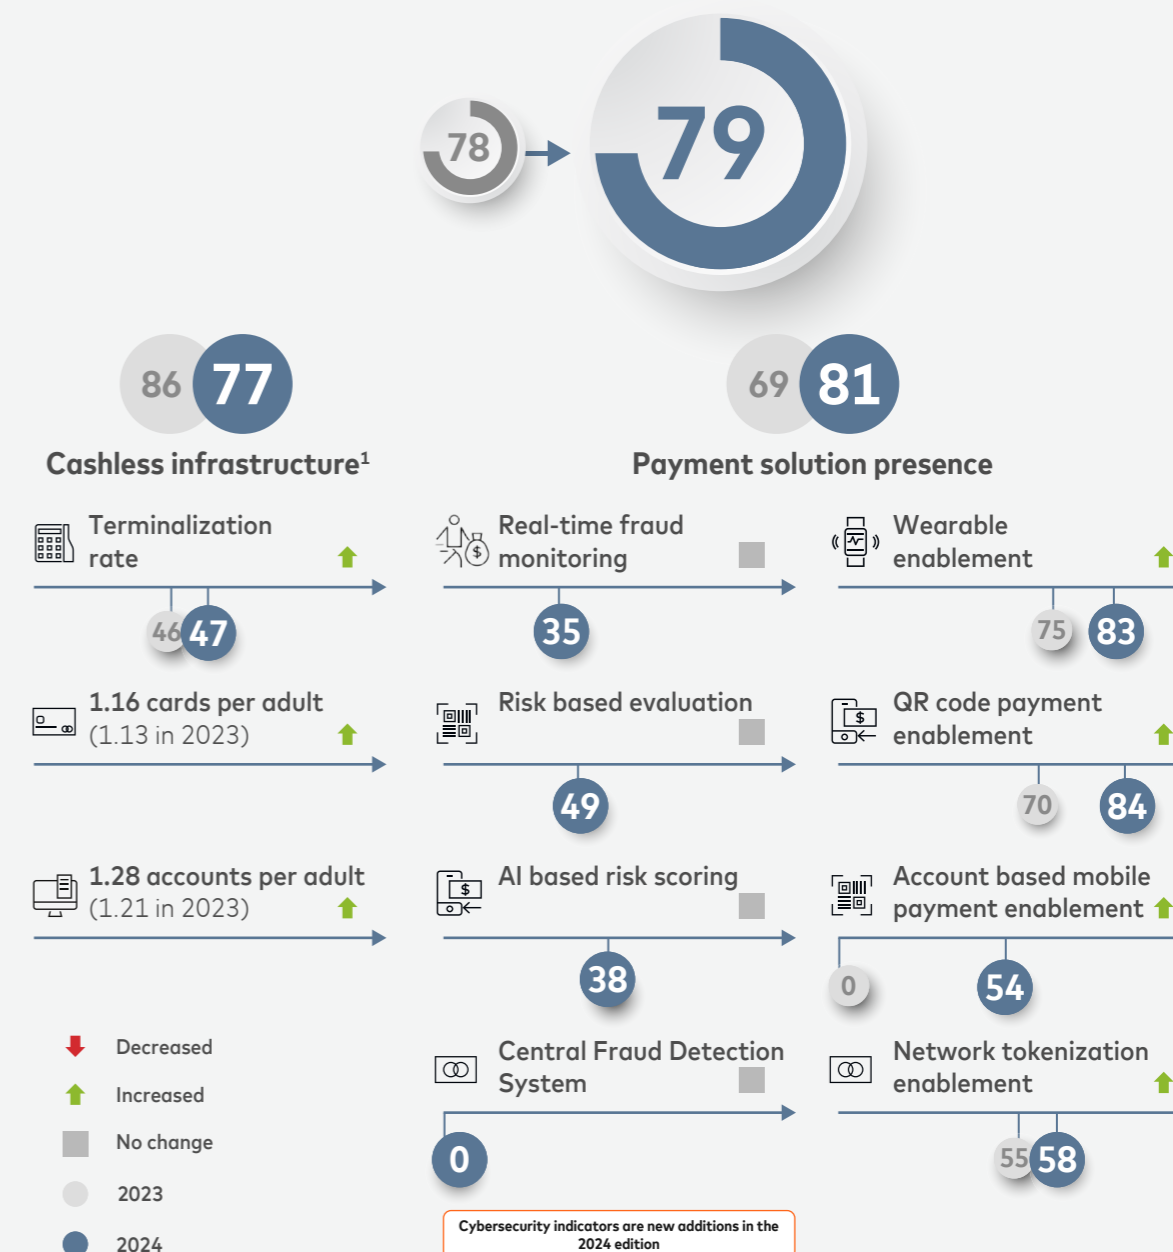 78
79
86
77
Cashless infrastructure¹
69
81
Payment solution presence
Terminalization
rate
46
47
1.16 cards per adult
(1.13 in 2023)
1.28 accounts per adult
(1.21 in 2023)
Decreased
Increased
No change
2023
2024
Real-time fraud
monitoring
$
35
Risk based evaluation
49
AI based risk scoring
$
38
Central Fraud Detection
System
0
Cybersecurity indicators are new additions in the
2024 edition
Wearable
enablement
75
83
QR code payment
enablement
$
70
84
Account based mobile
payment enablement
0
54
Network tokenization
enablement
55
58